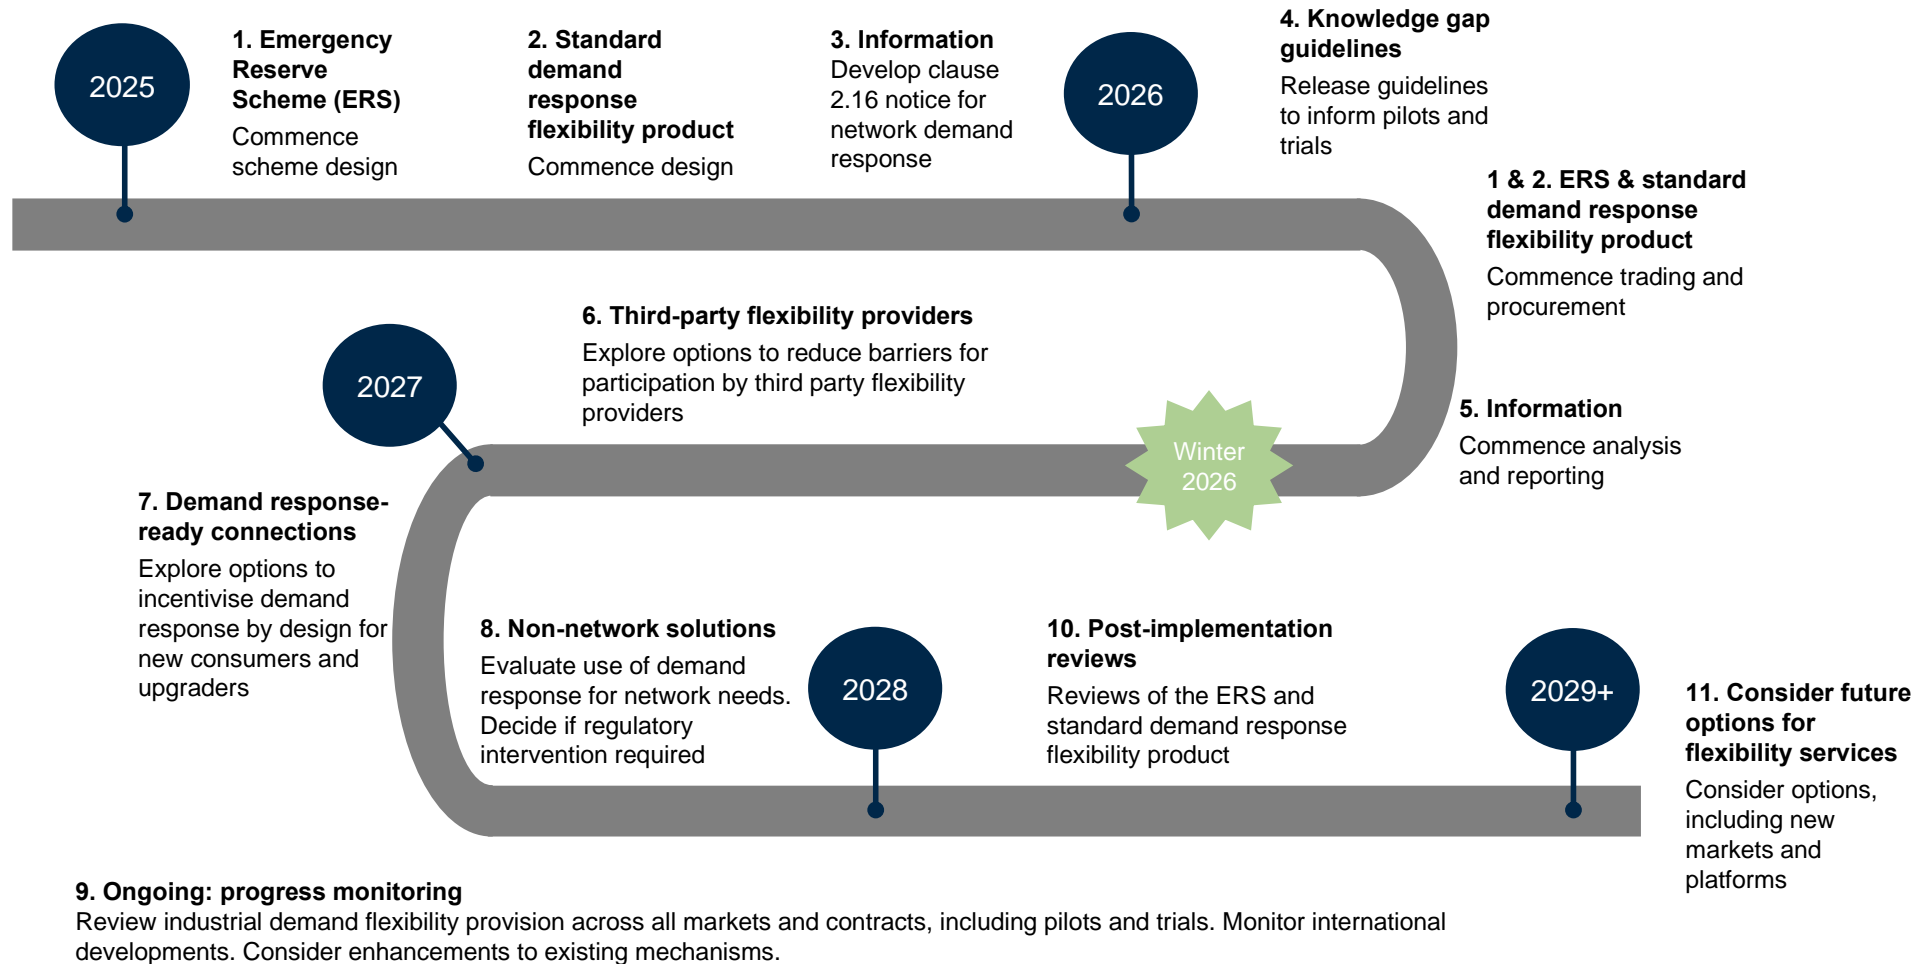 2025
1. Emergency
Reserve
Scheme (ERS)
Commence
scheme design
2. Standard
demand
response
flexibility product
Commence design
3. Information
Develop clause
2.16 notice for
network demand
response
2026
4. Knowledge gap
guidelines
Release guidelines
to inform pilots and
trials
1 & 2. ERS & standard
demand response
flexibility product
Commence trading and
procurement
5. Information
Commence analysis
and reporting
Winter
2026
6. Third-party flexibility providers
Explore options to reduce barriers for
participation by third party flexibility
providers
2027
7. Demand response-
ready connections
Explore options to
incentivise demand
response by design for
new consumers and
upgraders
8. Non-network solutions
Evaluate use of demand
response for network needs.
Decide if regulatory
intervention required
2028
10. Post-implementation
reviews
Reviews of the ERS and
standard demand response
flexibility product
2029+
11. Consider future
options for
flexibility services
Consider options,
including new
markets and
platforms
9. Ongoing: progress monitoring
Review industrial demand flexibility provision across all markets and contracts, including pilots and trials. Monitor international
developments. Consider enhancements to existing mechanisms.